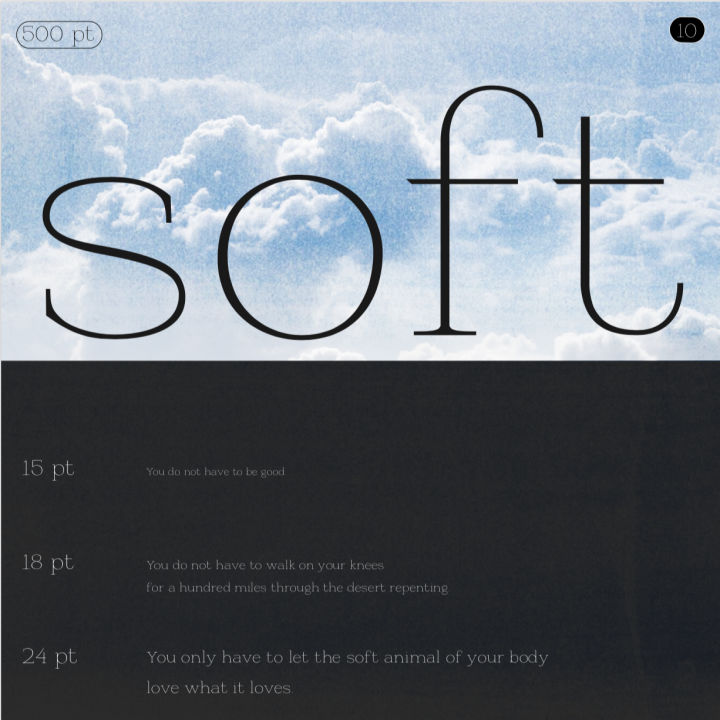 500 pt
10
soft
15 pt
You do not have to be good
18 pt
You do not have to walk on your knees
for a hundred miles through the desert repenting
24 pt
You only have to let the soft animal of your body
love what it loves.